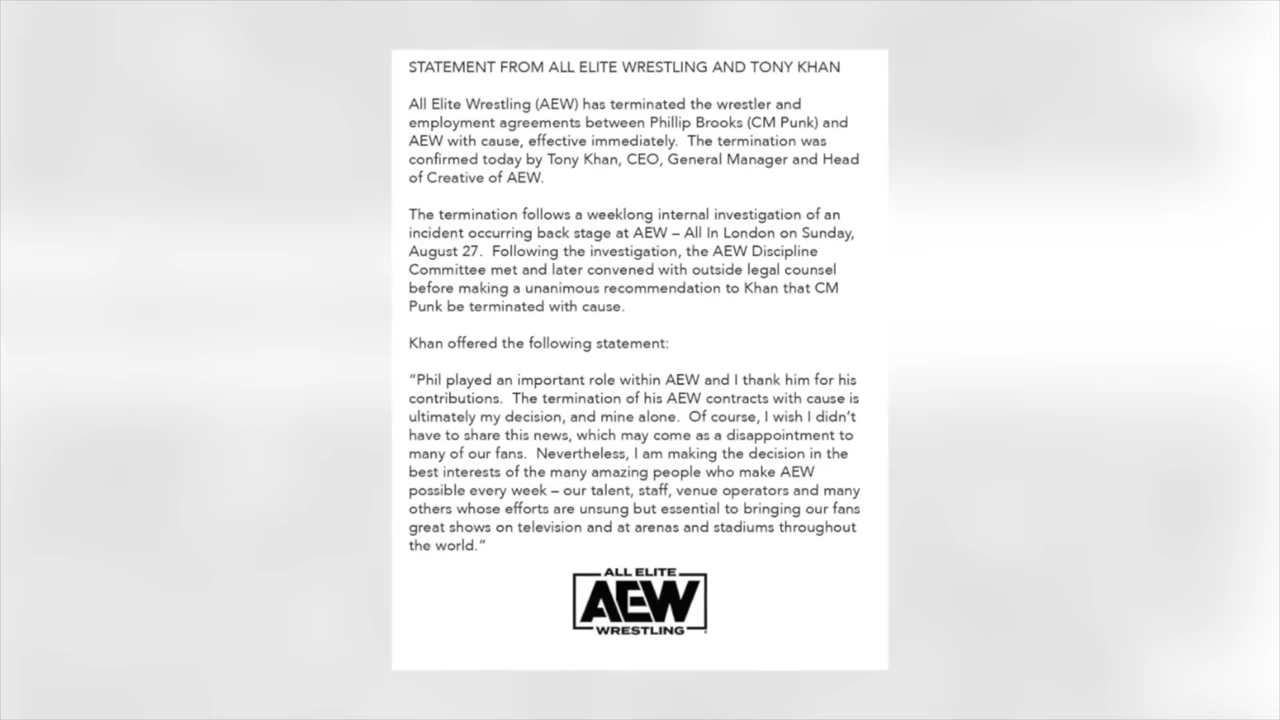 STATEMENT FROM ALL ELITE WRESTLING AND TONY KHAN
All Elite Wrestling (AEW) has terminated the wrestler and
employment agreements between Phillip Brooks (CM Punk) and
AEW with cause, effective immediately.  The termination was
confirmed today by Tony Khan, CEO, General Manager and Head
of Creative of AEW.
The termination follows a weeklong internal investigation of an
incident occurring back stage at AEW – All In London on Sunday,
August 27.  Following the investigation, the AEW Discipline
Committee met and later convened with outside legal counsel
before making a unanimous recommendation to Khan that CM
Punk be terminated with cause.
Khan offered the following statement:
“Phil played an important role within AEW and I thank him for his
contributions.  The termination of his AEW contracts with cause is
ultimately my decision, and mine alone.  Of course, I wish I didn’t
have to share this news, which may come as a disappointment to
many of our fans.  Nevertheless, I am making the decision in the
best interests of the many amazing people who make AEW
possible every week – our talent, staff, venue operators and many
others whose efforts are unsung but essential to bringing our fans
great shows on television and at arenas and stadiums throughout
the world.”
ALL ELITE
AEW
WRESTLING